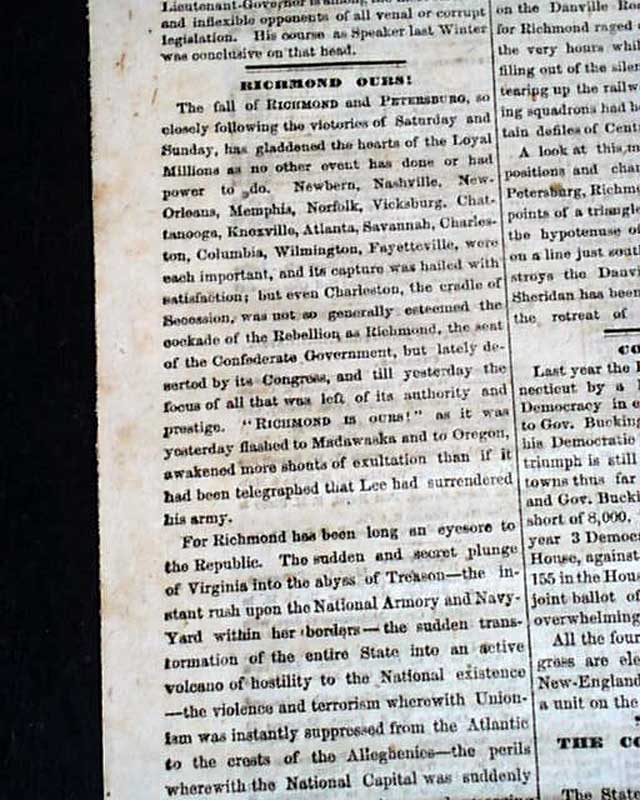 Lieutenant-Governor is among the
and inflexible opponents of all venal or corrupt
legislation. His course as Speaker last Winter
was conclusive on that head.
RICHMOND OURS!
The fall of RICHMOND and PETERSBURG, so
closely following the victories of Saturday and
Sunday, has gladdened the hearts of the Loyal
Millions as no other event has done or had
power to do. Newbern, Nashville, New-
Orleans, Memphis, Norfolk, Vicksburg, Chat-
tanooga, Knoxville, Atlanta, Savannah, Charles-
ton, Columbia, Wilmington, Fayetteville, were
each important, and its capture was hailed with
satisfaction; but even Charleston, the cradle of
Secession, was not so generally esteemed the
cockade of the Rebellion as Richmond, the seat
of the Confederate Government, but lately de-
serted by its Congress, and till yesterday the
focus of all that was left of its authority and
prestige. "RICHMOND IS OURS!" as it was
yesterday flashed to Madawaska and to Oregon,
awakened more shouts of exultation than if it
had been telegraphed that Lee had surrendered
his army.
For Richmond has been long an eyesore to
the Republic. The sudden and secret plunge
of Virginia into the abyss of Treason—the in-
stant rush upon the National Armory and Navy-
Yard within her borders—the sudden trans-
formation of the entire State into an active
volcano of hostility to the National existence
—the violence and terrorism wherewith Union-
ism was instantly suppressed from the Atlantic
to the crests of the Alleghenies—the perils
wherewith the National Capital was suddenly
on the Danville
for Richmond raged
the very hours whil
filing out of the silen
tearing up the railw
ing squadrons had b
tain defiles of Cent
A look at this m
positions and char
Petersburg, Richm
points of a triangle
the hypotenuse of
on a line just sout
stroys the Danvi
Sheridan has been
the retreat of
CO
Last year the
necticut by a
Democracy in e
to Gov. Bucking
his Democratic
triumph is still
towns thus far
and Gov. Bucki
short of 8,000,
year 3 Democ
House, against
155 in the Hou
joint ballot of
overwhelming
All the four
gress are ele
New-England
a unit on the
THE CO
The State